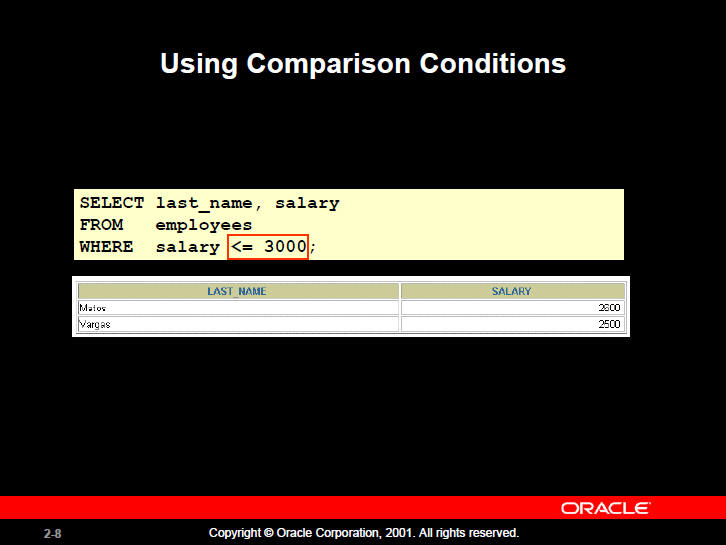 Using Comparison Conditions
SELECT last_name, salary
FROM employees
WHERE salary <= 3000;
LAST_NAME SALARY
Matos 2600
Vargas 2500
ORACLE
2-8 Copyright © Oracle Corporation, 2001. All rights reserved.